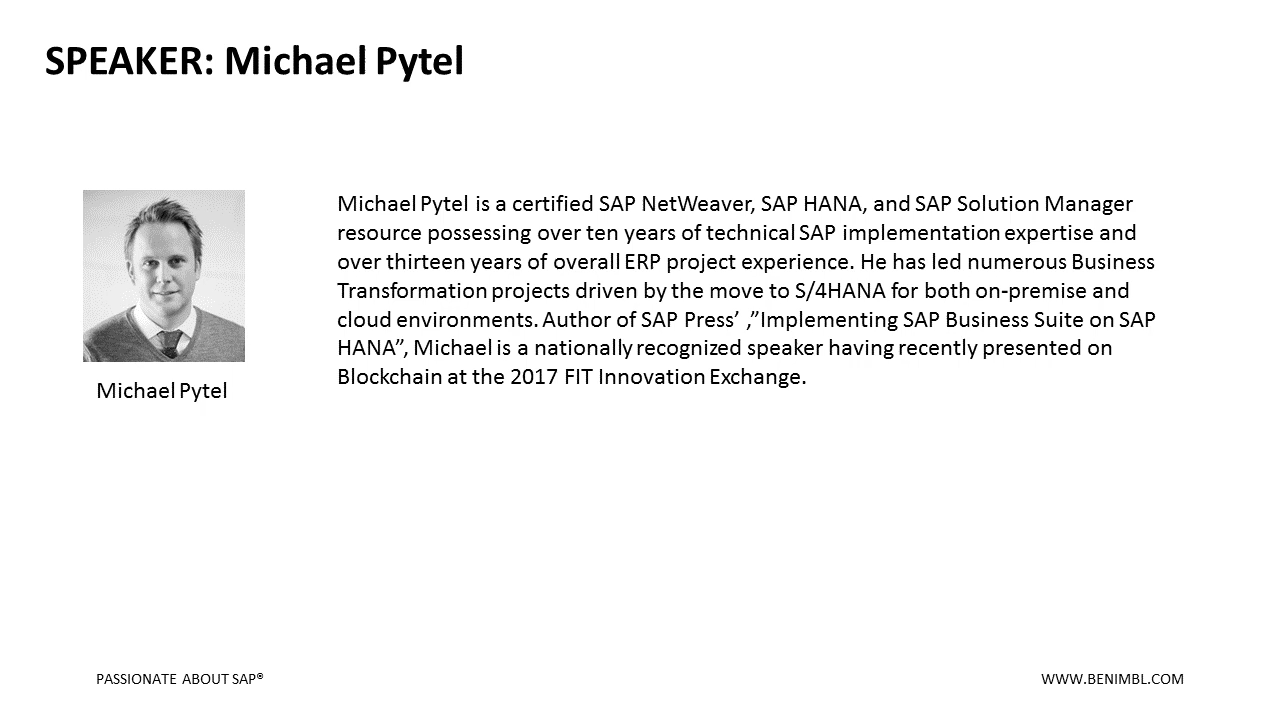 SPEAKER: Michael Pytel
Michael Pytel is a certified SAP NetWeaver, SAP HANA, and SAP Solution Manager
resource possessing over ten years of technical SAP implementation expertise and
over thirteen years of overall ERP project experience. He has led numerous Business
Transformation projects driven by the move to S/4HANA for both on-premise and
cloud environments. Author of SAP Press’ ,”Implementing SAP Business Suite on SAP
HANA”, Michael is a nationally recognized speaker having recently presented on
Blockchain at the 2017 FIT Innovation Exchange.
Michael Pytel
PASSIONATE ABOUT SAP®
WWW.BENIMBL.COM